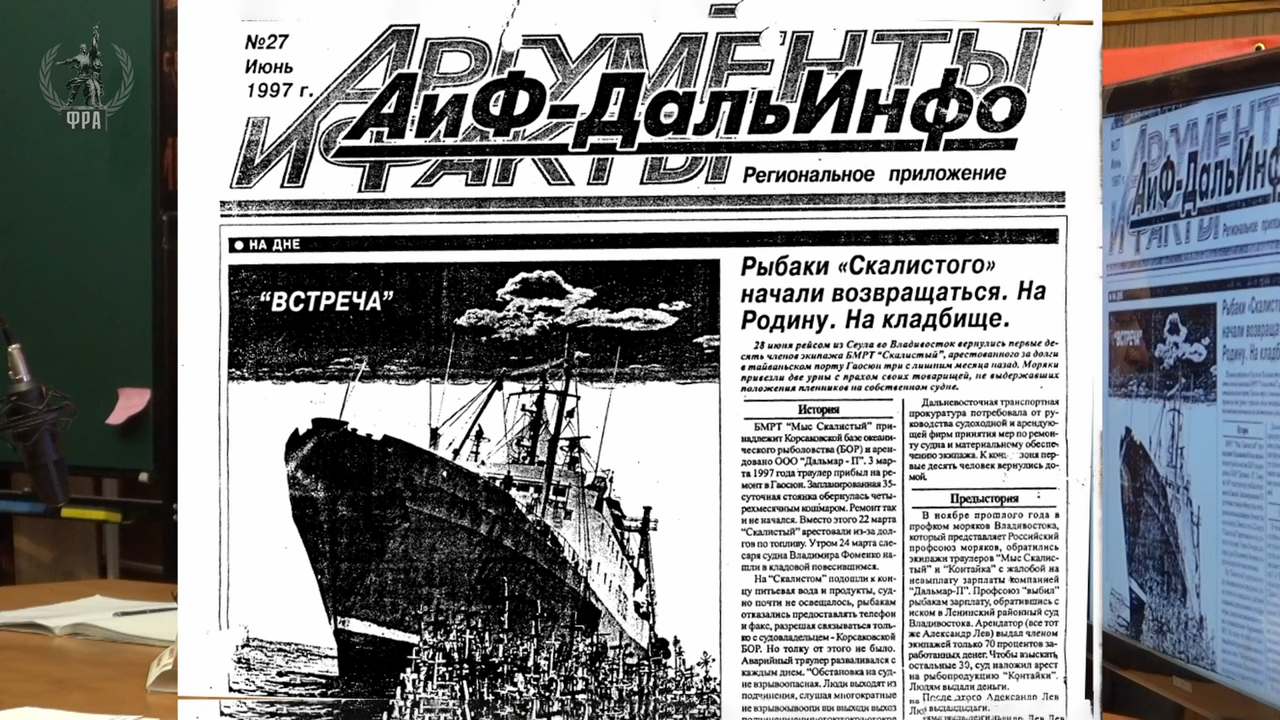 ФРА
№27
Июнь
1997 г.
АРГУМЕНТЫ
И ФАКТЫ
АиФ-ДальИнфо
Региональное приложение
НА ДНЕ
"ВСТРЕЧА"
Рыбаки «Скалистого»
начали возвращаться. На
Родину. На кладбище.
28 июня рейсом из Сеула во Владивосток вернулись первые де-
сять членов экипажа БМРТ "Скалистый", арестованного за долги
в тайваньском порту Гаосюн три с лишним месяца назад. Моряки
привезли две урны с прахом своих товарищей, не выдержавших
положения пленников на собственном судне.
История
БМРТ "Мыс Скалистый" при-
надлежит Корсаковской базе океани-
ческого рыболовства (БОР) и арен-
довано ООО "Дальмар - П". 3 мар-
та 1997 года траулер прибыл на ре-
монт в Гаосюн. Запланированная 35-
суточная стоянка обернулась четы-
рехмесячным кошмаром. Ремонт так
и не начался. Вместо этого 22 марта
"Скалистый" арестовали из-за дол-
гов по топливу. Утром 24 марта сле-
саря судна Владимира Фоменко на-
шли в кладовой повесившимся.
На "Скалистом" подошли к кон-
цу питьевая вода и продукты, суд-
но почти не освещалось, рыбакам
отказались предоставлять телефон
и факс, разрешая связываться толь-
ко с судовладельцем - Корсаковской
БОР. Но толку от этого не было.
Аварийный траулер разваливался с
каждым днем. "Обстановка на суд-
не взрывоопасная. Люди выходят из
подчинения, слушая многократные
Дальневосточная транспортная
прокуратура потребовала от ру-
ководства судоходной и арендую-
щей фирм принятия мер по ремон-
ту судна и материальному обеспе-
чению экипажа. К июня пер-
вые десять человек вернулись до-
мой.
Предыстория
В ноябре прошлого года в
профком моряков Владивостока,
который представляет Российский
профсоюз моряков, обратились
экипажи траулеров "Мыс Скалис-
тый" и "Контайка" с жалобой на
невыплату зарплаты компанией
"Дальмар-П". Профсоюз "выбил"
рыбакам зарплату, обратившись с
иском в Ленинский районный суд
Владивостока. Арендатор (все тот
же Александр Лев) выдал членом
экипажей только 70 процентов за-
работанных денег. Чтобы взыскать
остальные 30, суд наложил арест
на рыбопродукцию "Контайки".
Людям выдали деньги.
После этого Александр Лев